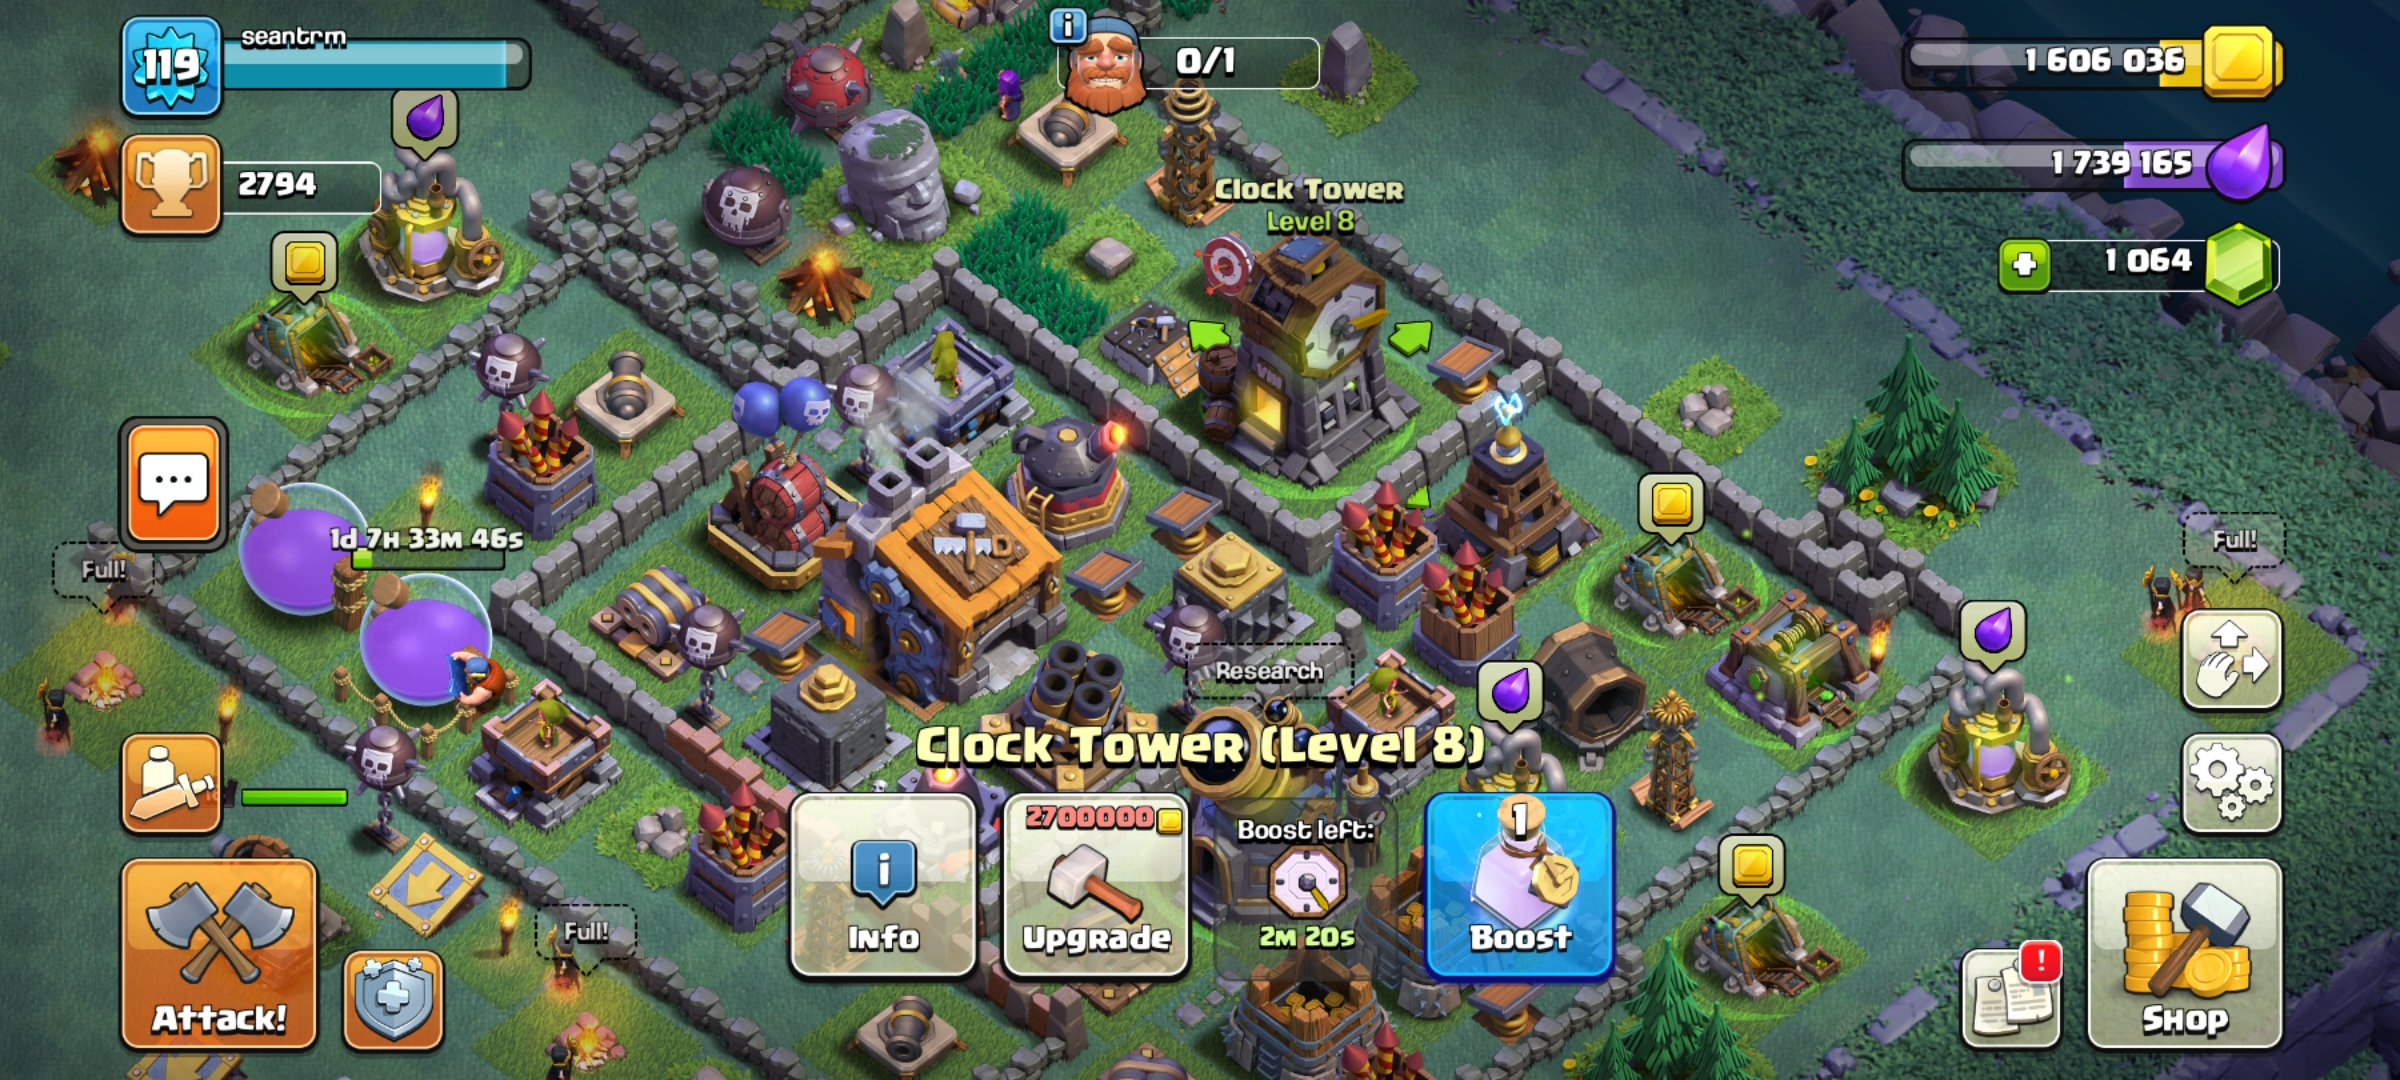 119
seantrm
0/1
1 606 036
2794
1 739 165
Clock Tower
Level 8
1 064
1d 7H 33M 46s
Full!
Full!
Research
Clock Tower (Level 8)
2700000
Boost left:
1
Full!
Info
Upgrade
2M 20s
Boost
Attack!
!
Shop